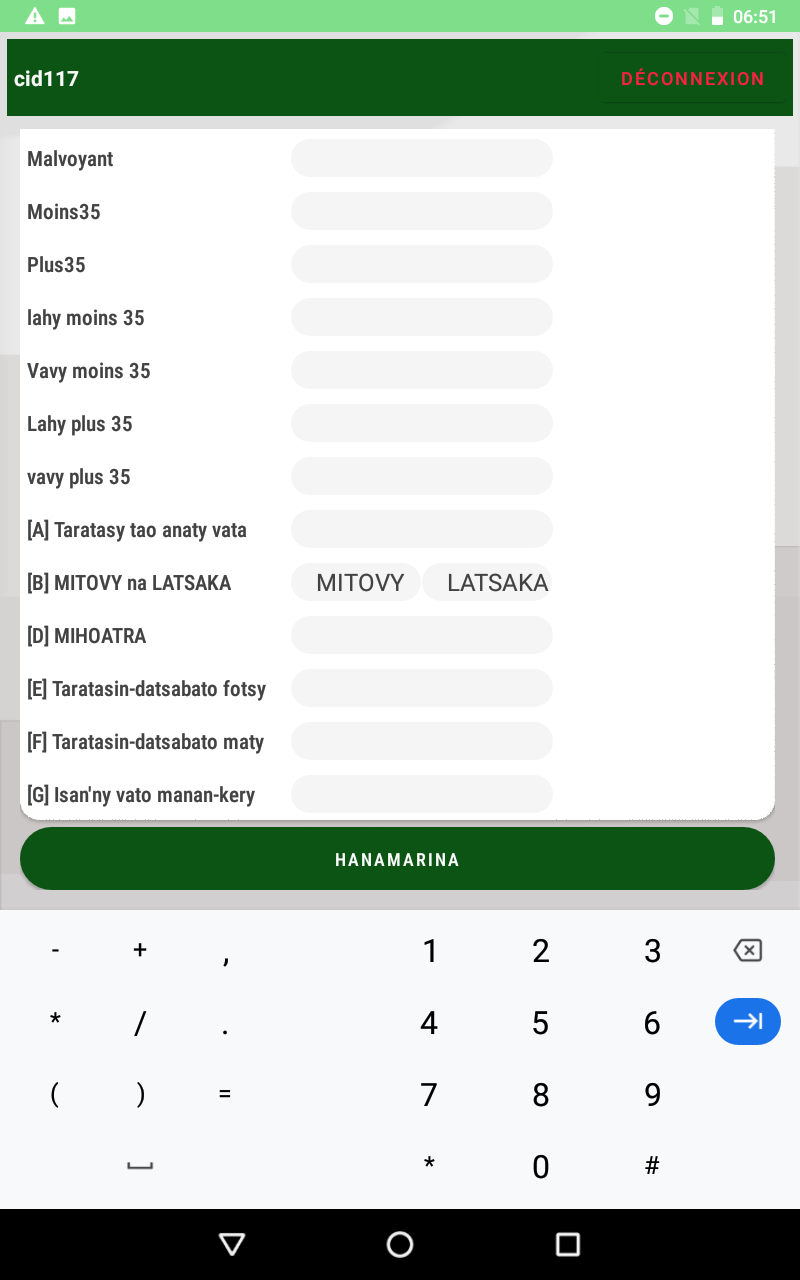 06:51
cid117 DÉCONNEXION
Malvoyant
Moins35
Plus35
lahy moins 35
Vavy moins 35
Lahy plus 35
vavy plus 35
[A] Taratasy tao anaty vata
[B] MITOVY na LATSAKA MITOVY LATSAKA
[D] MIHOATRA
[E] Taratasin-datsabato fotsy
[F] Taratasin-datsabato maty
[G] Isan'ny vato manan-kery
HANAMARINA
- + , 1 2 3
* / . 4 5 6
( ) = 7 8 9
* 0 #